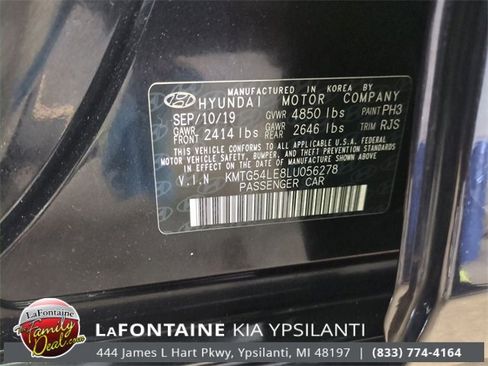 MANUFACTURED IN KOREA BY
HYUNDAI MOTOR COMPANY
SEP/10/19 GVWR 4850 lbs PAINT PH3
GAWR FRONT 2414 lbs GAWR REAR 2646 lbs TRIM RJS
THIS VEHICLE CONFORMS TO ALL APPLICABLE U.S. FEDERAL
MOTOR VEHICLE SAFETY, BUMPER, AND THEFT PREVENTION STANDARDS
IN EFFECT ON THE DATE OF MANUFACTURE SHOWN ABOVE.
V.I.N KMTG54LE8LU056278
PASSENGER CAR
LaFontaine
The Family Deal.com
LAFONTAINE KIA YPSILANTI
444 James L Hart Pkwy, Ypsilanti, MI 48197 | (833) 774-4164